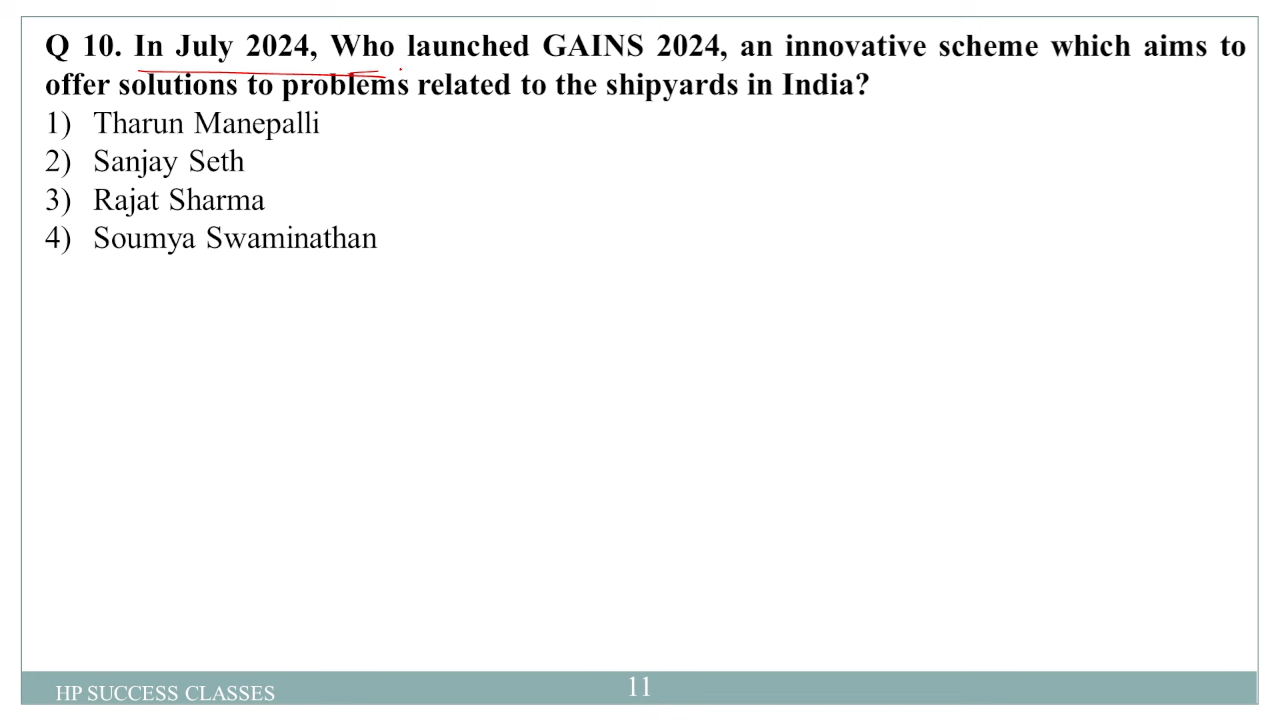 Q 10. In July 2024, Who launched GAINS 2024, an innovative scheme which aims to
offer solutions to problems related to the shipyards in India?
1) Tharun Manepalli
2) Sanjay Seth
3) Rajat Sharma
4) Soumya Swaminathan
HP SUCCESS CLASSES
11